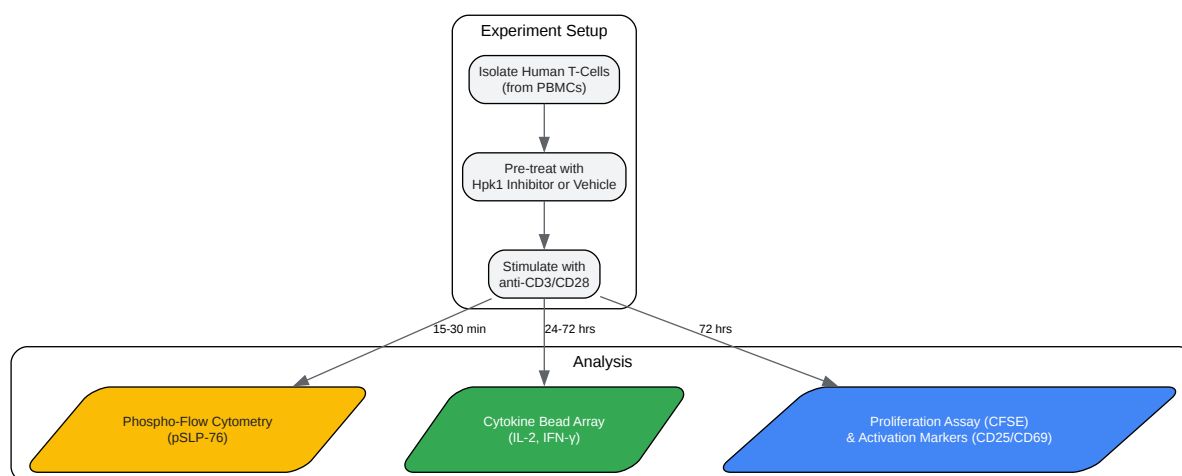 Experiment Setup
Isolate Human T-Cells
(from PBMCs)
Pre-treat with
Hpk1 Inhibitor or Vehicle
Stimulate with
anti-CD3/CD28
15-30 min
24-72 hrs
72 hrs
Analysis
Phospho-Flow Cytometry
(pSLP-76)
Cytokine Bead Array
(IL-2, IFN-γ)
Proliferation Assay (CFSE)
& Activation Markers (CD25/CD69)